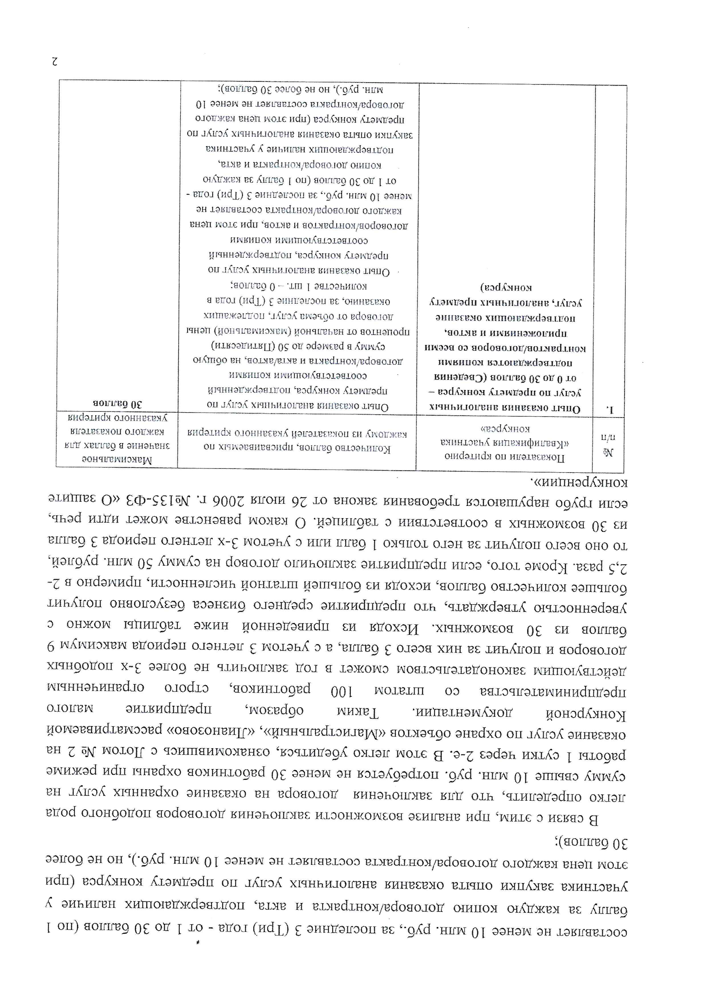 составляет не менее 10 млн. руб., за последние 3 (Три) года - от 1 до 30 баллов (по 1
баллу за каждую копию договора/контракта и акта, подтверждающих наличие у
участника закупки опыта оказания аналогичных услуг по предмету конкурса (при
этом цена каждого договора/контракта составляет не менее 10 млн. руб.), но не более
30 баллов);
В связи с этим, при анализе возможности заключения договоров подобного рода
легко определить, что для заключения договора на оказание охранных услуг на
сумму свыше 10 млн. руб. потребуется не менее 30 работников охраны при режиме
работы 1 сутки через 2-е. В этом легко убедиться, ознакомившись с Лотом № 2 на
оказание услуг по охране объектов «Магистральный», «Лианозово» рассматриваемой
Конкурсной документации. Таким образом, предприятие малого
предпринимательства со штатом 100 работников, строго ограниченным
действующим законодательством сможет в год заключить не более 3-х подобных
договоров и получит за них всего 3 балла, а с учетом 3 летнего периода максимум 9
баллов из 30 возможных. Исходя из приведенной ниже таблицы можно с
уверенностью утверждать, что предприятие среднего бизнеса безусловно получит
большее количество баллов, исходя из большей штатной численности, примерно в 2-
2,5 раза. Кроме того, если предприятие заключило договор на сумму 50 млн. рублей,
то оно всего получит за него только 1 балл или с учетом 3-х летнего периода 3 балла
из 30 возможных в соответствии с таблицей. О каком равенстве может идти речь,
если грубо нарушаются требования закона от 26 июля 2006 г. №135-ФЗ «О защите
конкуренции».
№
п/п
Показатели по критерию
«Квалификация участника
конкурса»
Количество баллов, присваиваемых по
каждому из показателей указанного критерия
Максимальное
значение в баллах для
каждого показателя
указанного критерия
1.
Опыт оказания аналогичных
услуг по предмету конкурса –
от 0 до 30 баллов (Сведения
подтверждаются копиями
контрактов/договоров со всеми
приложениями и актов,
подтверждающих оказание
услуг, аналогичных предмету
конкурса)
Опыт оказания аналогичных услуг по
предмету конкурса, подтвержденный
соответствующими копиями
договора/контракта и акта/актов, на общую
сумму в размере до 50 (Пятидесяти)
процентов от начальной (максимальной) цены
договора от объема услуг, подлежащих
оказанию, за последние 3 (Три) года в
количестве 1 шт. – 0 баллов;
Опыт оказания аналогичных услуг по
предмету конкурса, подтвержденный
соответствующими копиями
договоров/контрактов и актов, при этом цена
каждого договора/контракта составляет не
менее 10 млн. руб., за последние 3 (Три) года -
от 1 до 30 баллов (по 1 баллу за каждую
копию договора/контракта и акта,
подтверждающих наличие у участника
закупки опыта оказания аналогичных услуг по
предмету конкурса (при этом цена каждого
договора/контракта составляет не менее 10
млн. руб.), но не более 30 баллов);
30 баллов
2